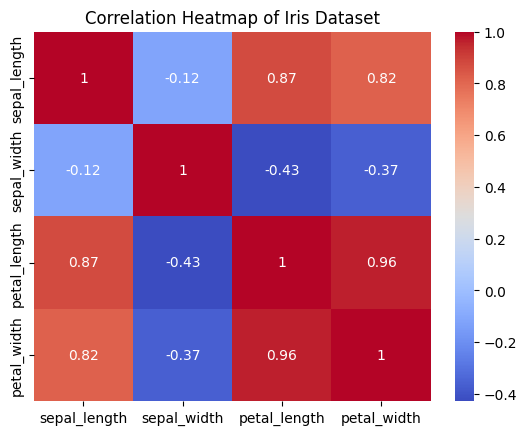 Correlation Heatmap of Iris Dataset
sepal_length
1
-0.12
0.87
0.82
sepal_width
-0.12
1
-0.43
-0.37
petal_length
0.87
-0.43
1
0.96
petal_width
0.82
-0.37
0.96
1
sepal_length
sepal_width
petal_length
petal_width
1.0
0.8
0.6
0.4
0.2
0.0
−0.2
−0.4